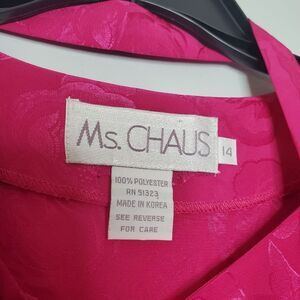 Ms. CHAUS
14
100% POLYESTER
RN 51323
MADE IN KOREA
SEE REVERSE
FOR CARE